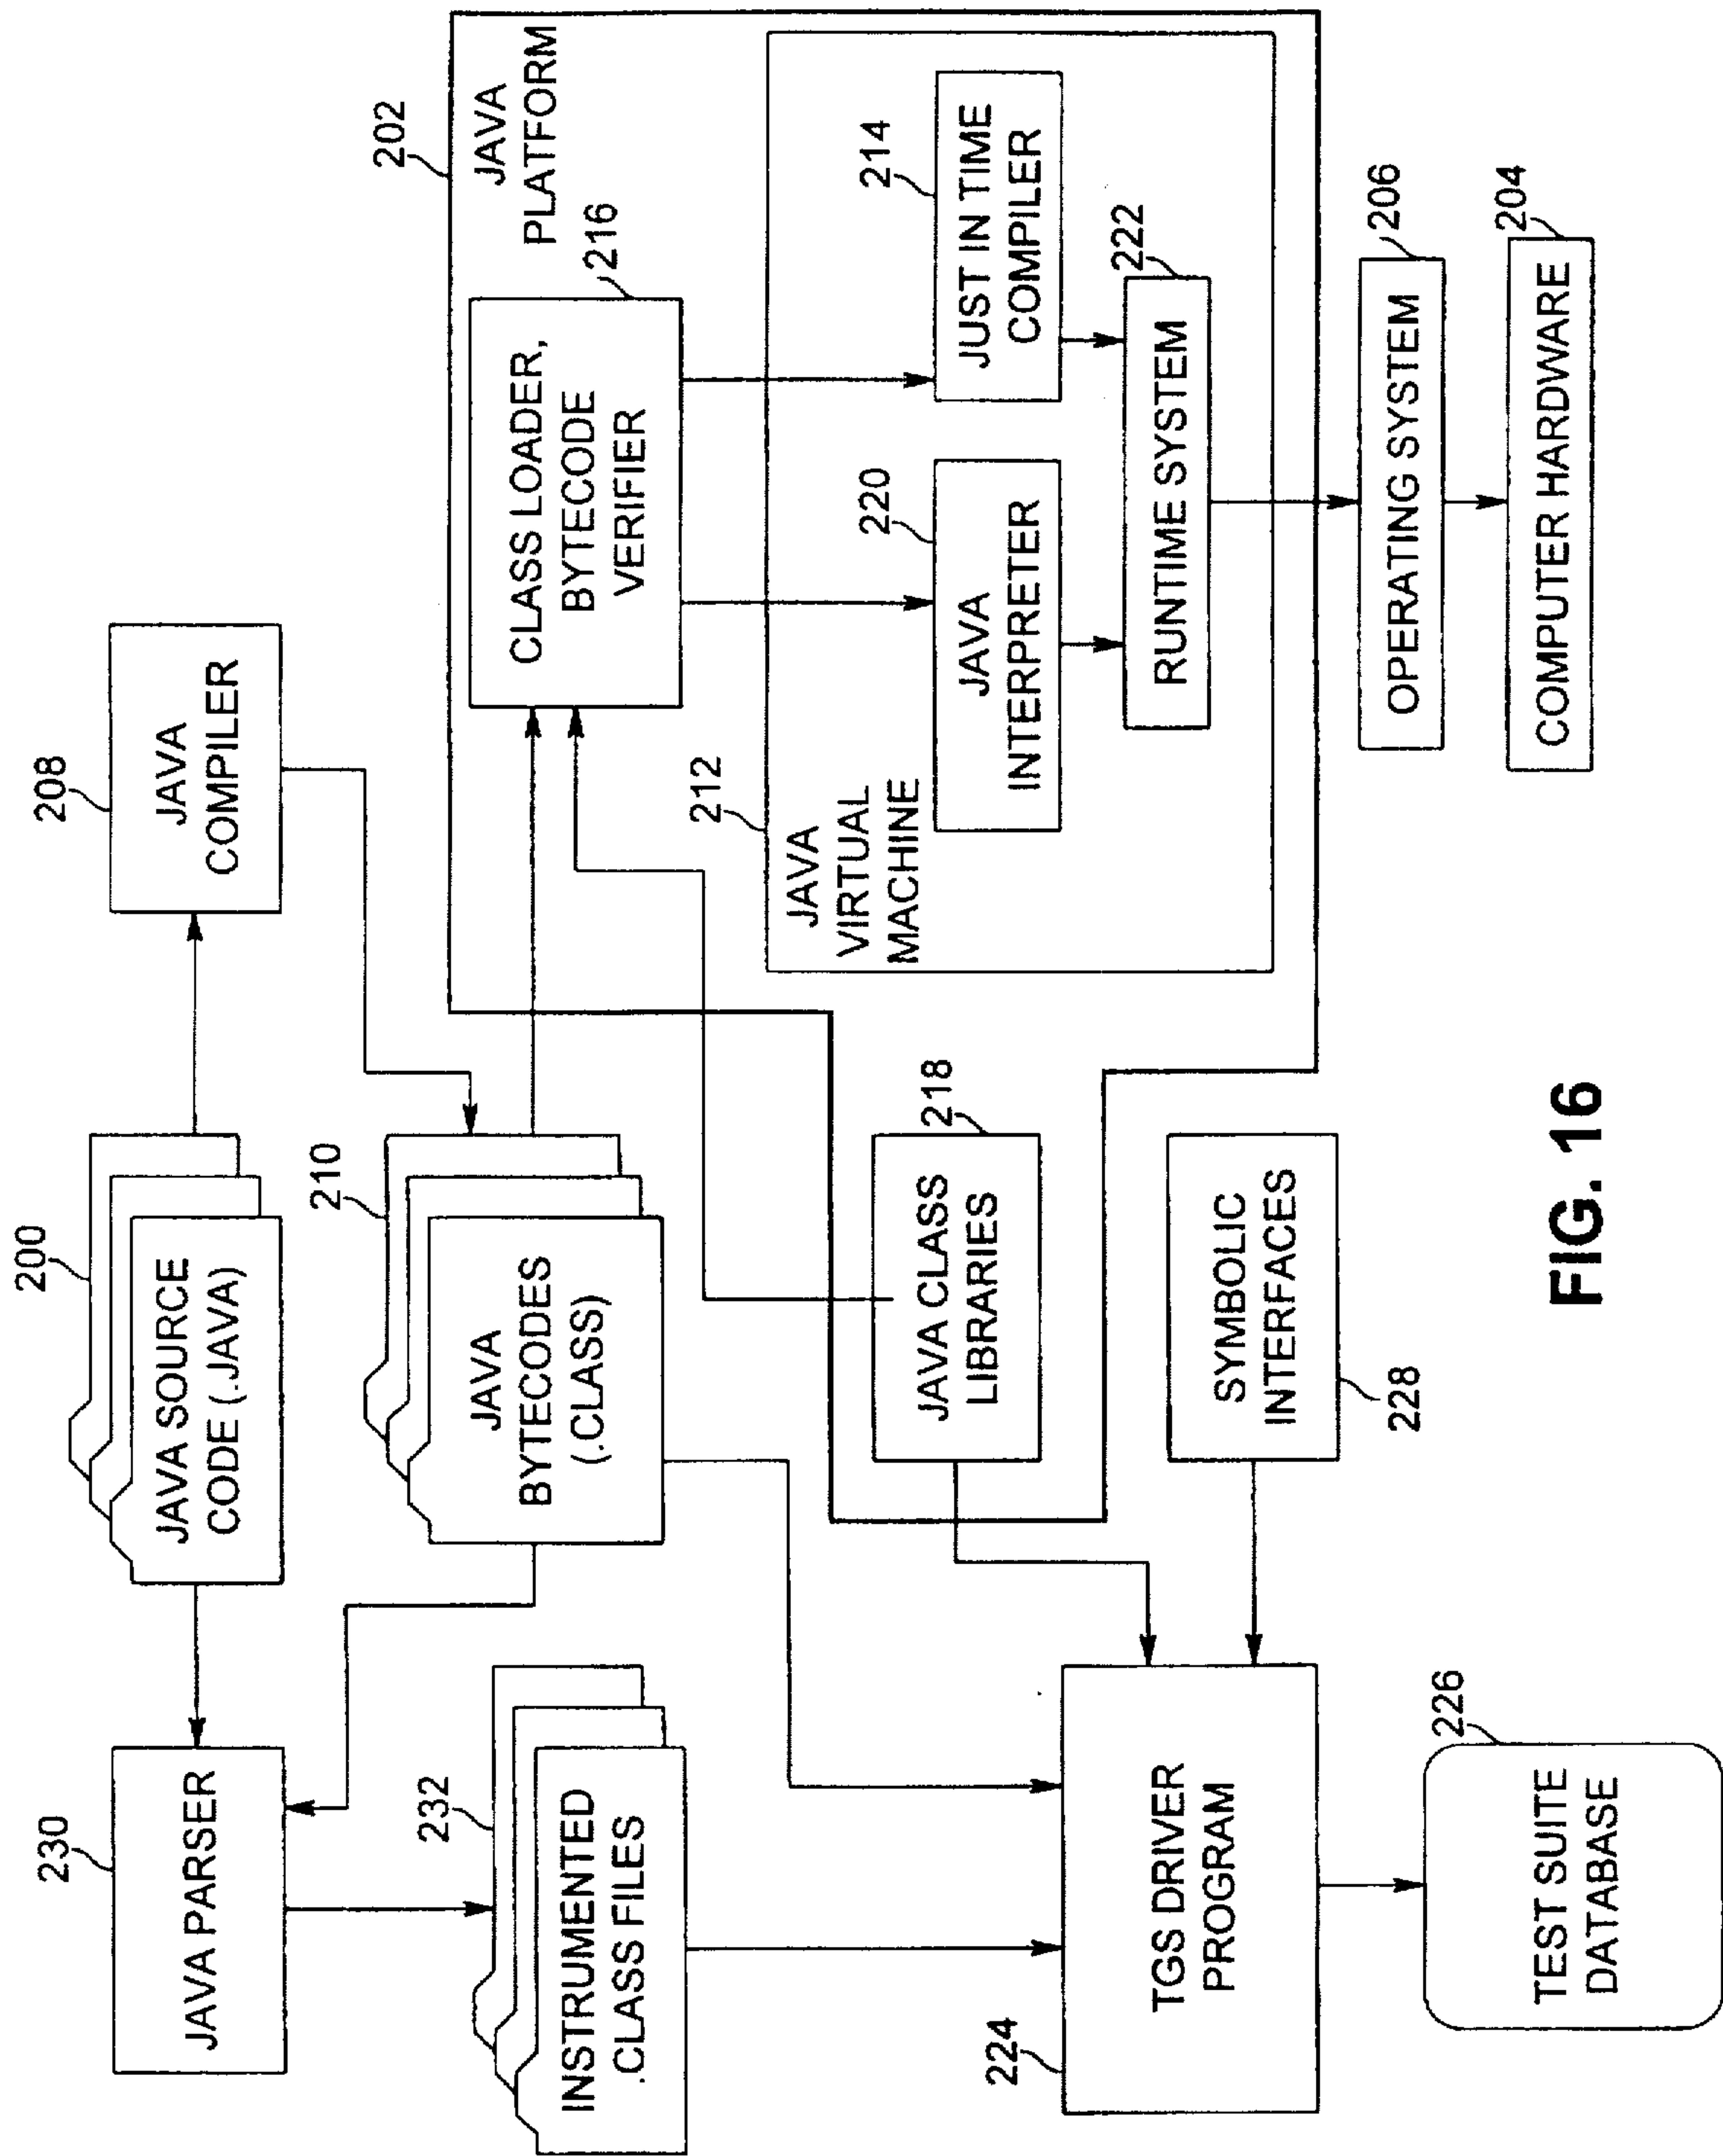 230
JAVA PARSER
200
JAVA SOURCE
CODE (.JAVA)
208
JAVA
COMPILER
232
INSTRUMENTED
.CLASS FILES
210
JAVA
BYTECODES
(.CLASS)
202
JAVA
PLATFORM
CLASS LOADER,
BYTECODE
VERIFIER
216
212
JAVA
VIRTUAL
MACHINE
220
JAVA
INTERPRETER
214
JUST IN TIME
COMPILER
222
RUNTIME SYSTEM
218
JAVA CLASS
LIBRARIES
224
TGS DRIVER
PROGRAM
SYMBOLIC
INTERFACES
228
206
OPERATING SYSTEM
204
COMPUTER HARDWARE
226
TEST SUITE
DATABASE
FIG. 16